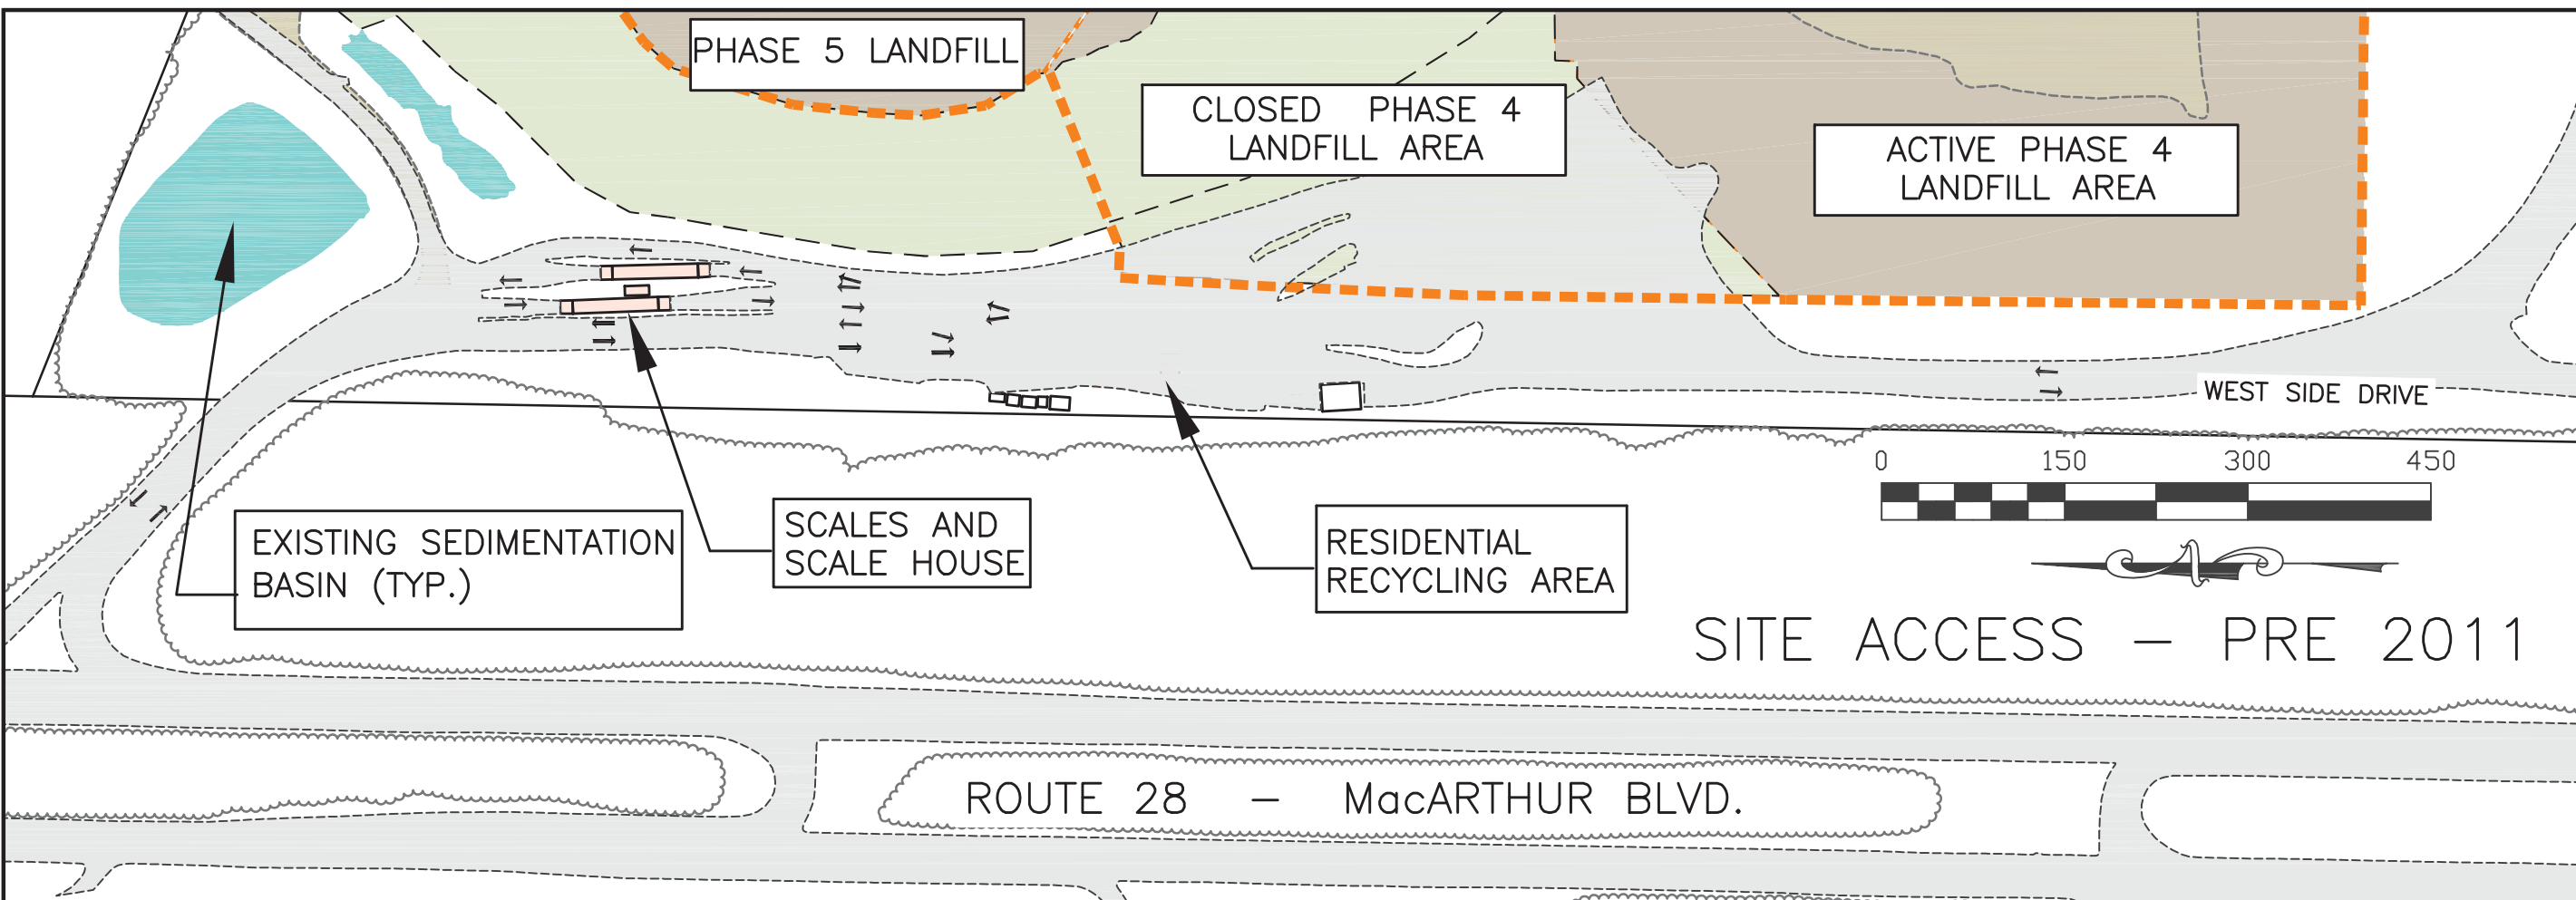 PHASE 5 LANDFILL
CLOSED PHASE 4
LANDFILL AREA
ACTIVE PHASE 4
LANDFILL AREA
WEST SIDE DRIVE
0 150 300 450
EXISTING SEDIMENTATION
BASIN (TYP.)
SCALES AND
SCALE HOUSE
RESIDENTIAL
RECYCLING AREA
N
SITE ACCESS – PRE 2011
ROUTE 28 – MacARTHUR BLVD.